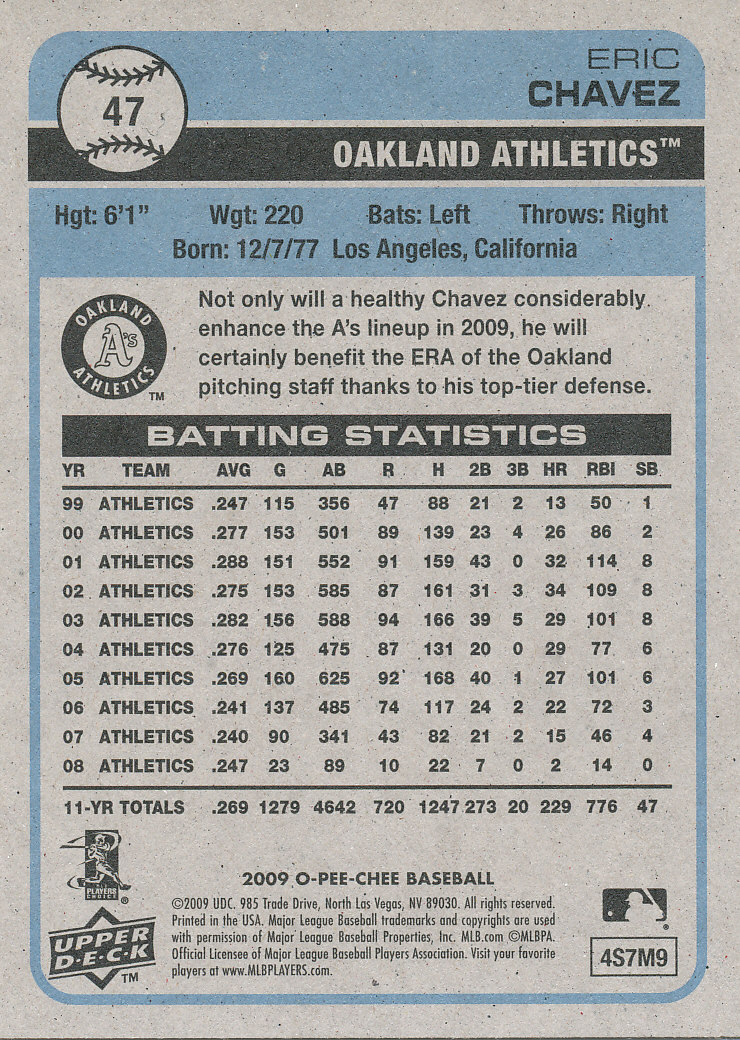 47
ERIC
CHAVEZ
OAKLAND ATHLETICS™
Hgt: 6'1" Wgt: 220 Bats: Left Throws: Right
Born: 12/7/77 Los Angeles, California
OAKLAND
A's
ATHLETICS
TM
Not only will a healthy Chavez considerably
enhance the A's lineup in 2009, he will
certainly benefit the ERA of the Oakland
pitching staff thanks to his top-tier defense.
BATTING STATISTICS
YR TEAM AVG G AB R H 2B 3B HR RBI SB
99 ATHLETICS .247 115 356 47 88 21 2 13 50 1
00 ATHLETICS .277 153 501 89 139 23 4 26 86 2
01 ATHLETICS .288 151 552 91 159 43 0 32 114 8
02 ATHLETICS .275 153 585 87 161 31 3 34 109 8
03 ATHLETICS .282 156 588 94 166 39 5 29 101 8
04 ATHLETICS .276 125 475 87 131 20 0 29 77 6
05 ATHLETICS .269 160 625 92 168 40 1 27 101 6
06 ATHLETICS .241 137 485 74 117 24 2 22 72 3
07 ATHLETICS .240 90 341 43 82 21 2 15 46 4
08 ATHLETICS .247 23 89 10 22 7 0 2 14 0
11-YR TOTALS .269 1279 4642 720 1247 273 20 229 776 47
PLAYERS
CHOICE
®
2009 O-PEE-CHEE BASEBALL
©2009 UDC. 985 Trade Drive, North Las Vegas, NV 89030. All rights reserved.
Printed in the USA. Major League Baseball trademarks and copyrights are used
with permission of Major League Baseball Properties, Inc. MLB.com ©MLBPA.
Official Licensee of Major League Baseball Players Association. Visit your favorite
players at www.MLBPLAYERS.com.
UPPER
D·E·C·K
TM
®
4S7M9